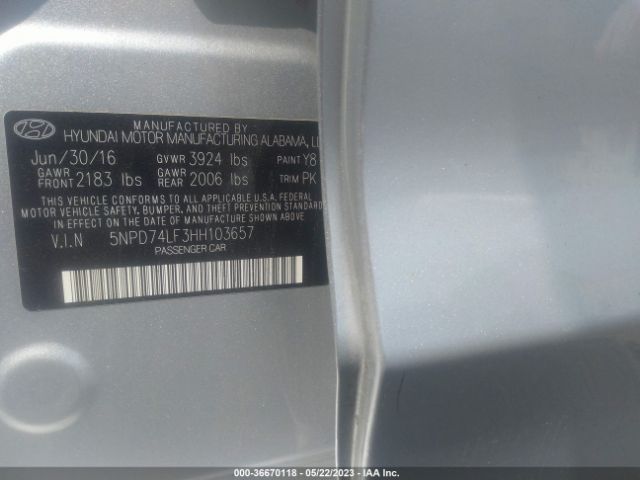 MANUFACTURED BY
HYUNDAI MOTOR MANUFACTURING ALABAMA,
Jun/30/16 GVWR 3924 lbs PAINT Y8
GAWR FRONT 2183 lbs GAWR REAR 2006 lbs TRIM PK
THIS VEHICLE CONFORMS TO ALL APPLICABLE U.S.A. FEDERAL
MOTOR VEHICLE SAFETY, BUMPER, AND THEFT PREVENTION STANDARDS
IN EFFECT ON THE DATE OF MANUFACTURE SHOWN ABOVE.
V.I.N 5NPD74LF3HH103657
PASSENGER CAR
000-36670118 - 05/22/2023 - IAA Inc.